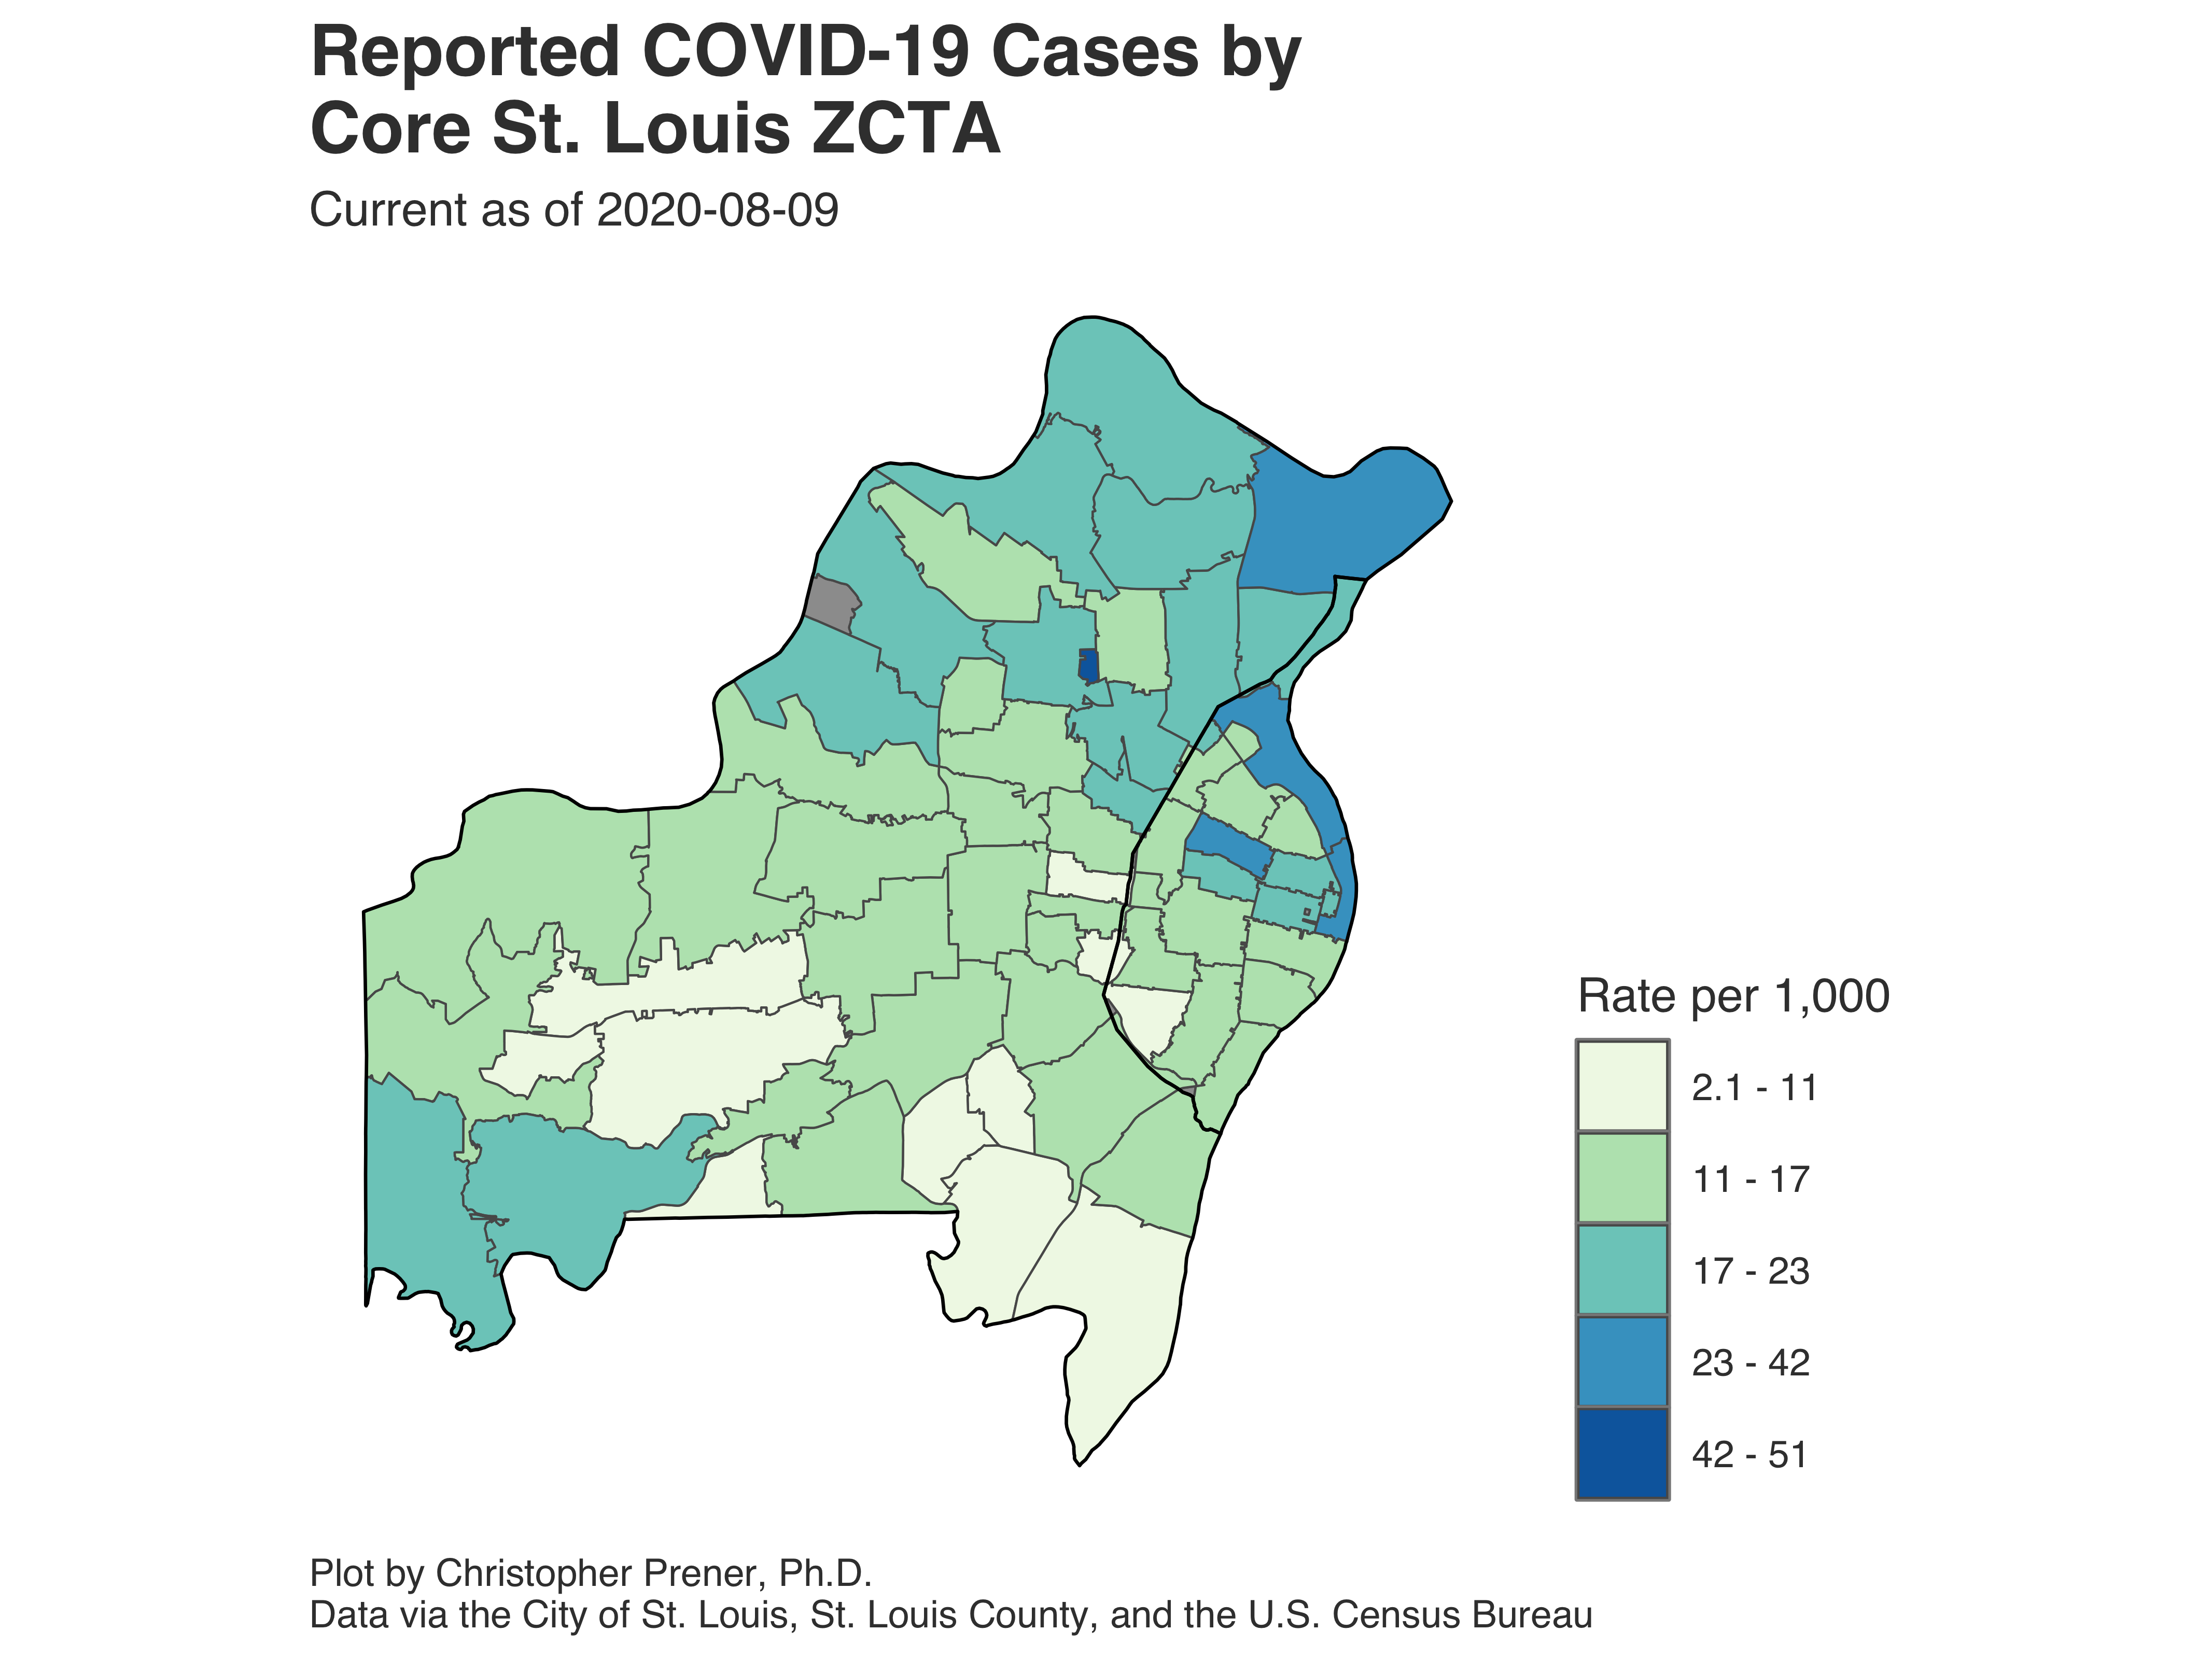 Reported COVID-19 Cases by
Core St. Louis ZCTA
Current as of 2020-08-09
Rate per 1,000
2.1 - 11
11 - 17
17 - 23
23 - 42
42 - 51
Plot by Christopher Prener, Ph.D.
Data via the City of St. Louis, St. Louis County, and the U.S. Census Bureau